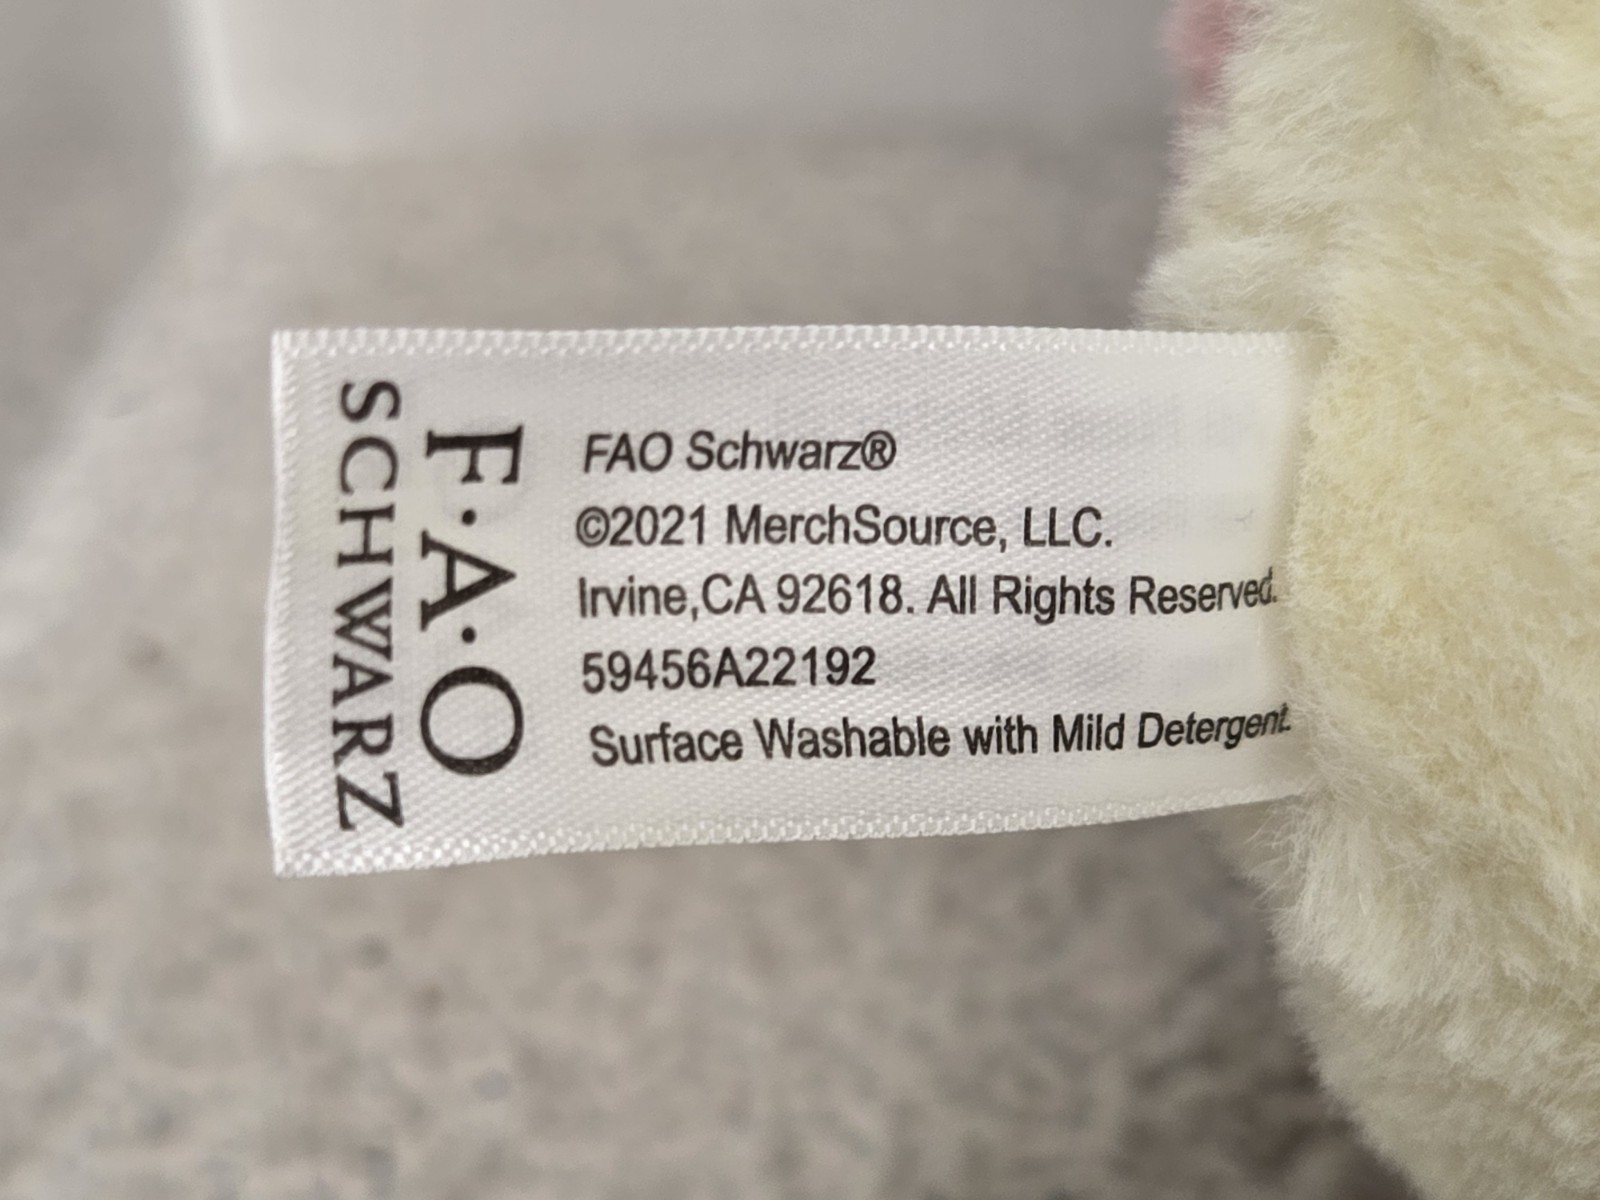 F·A·O
SCHWARZ
FAO Schwarz®
©2021 MerchSource, LLC.
Irvine,CA 92618. All Rights Reserved.
59456A22192
Surface Washable with Mild Detergent.